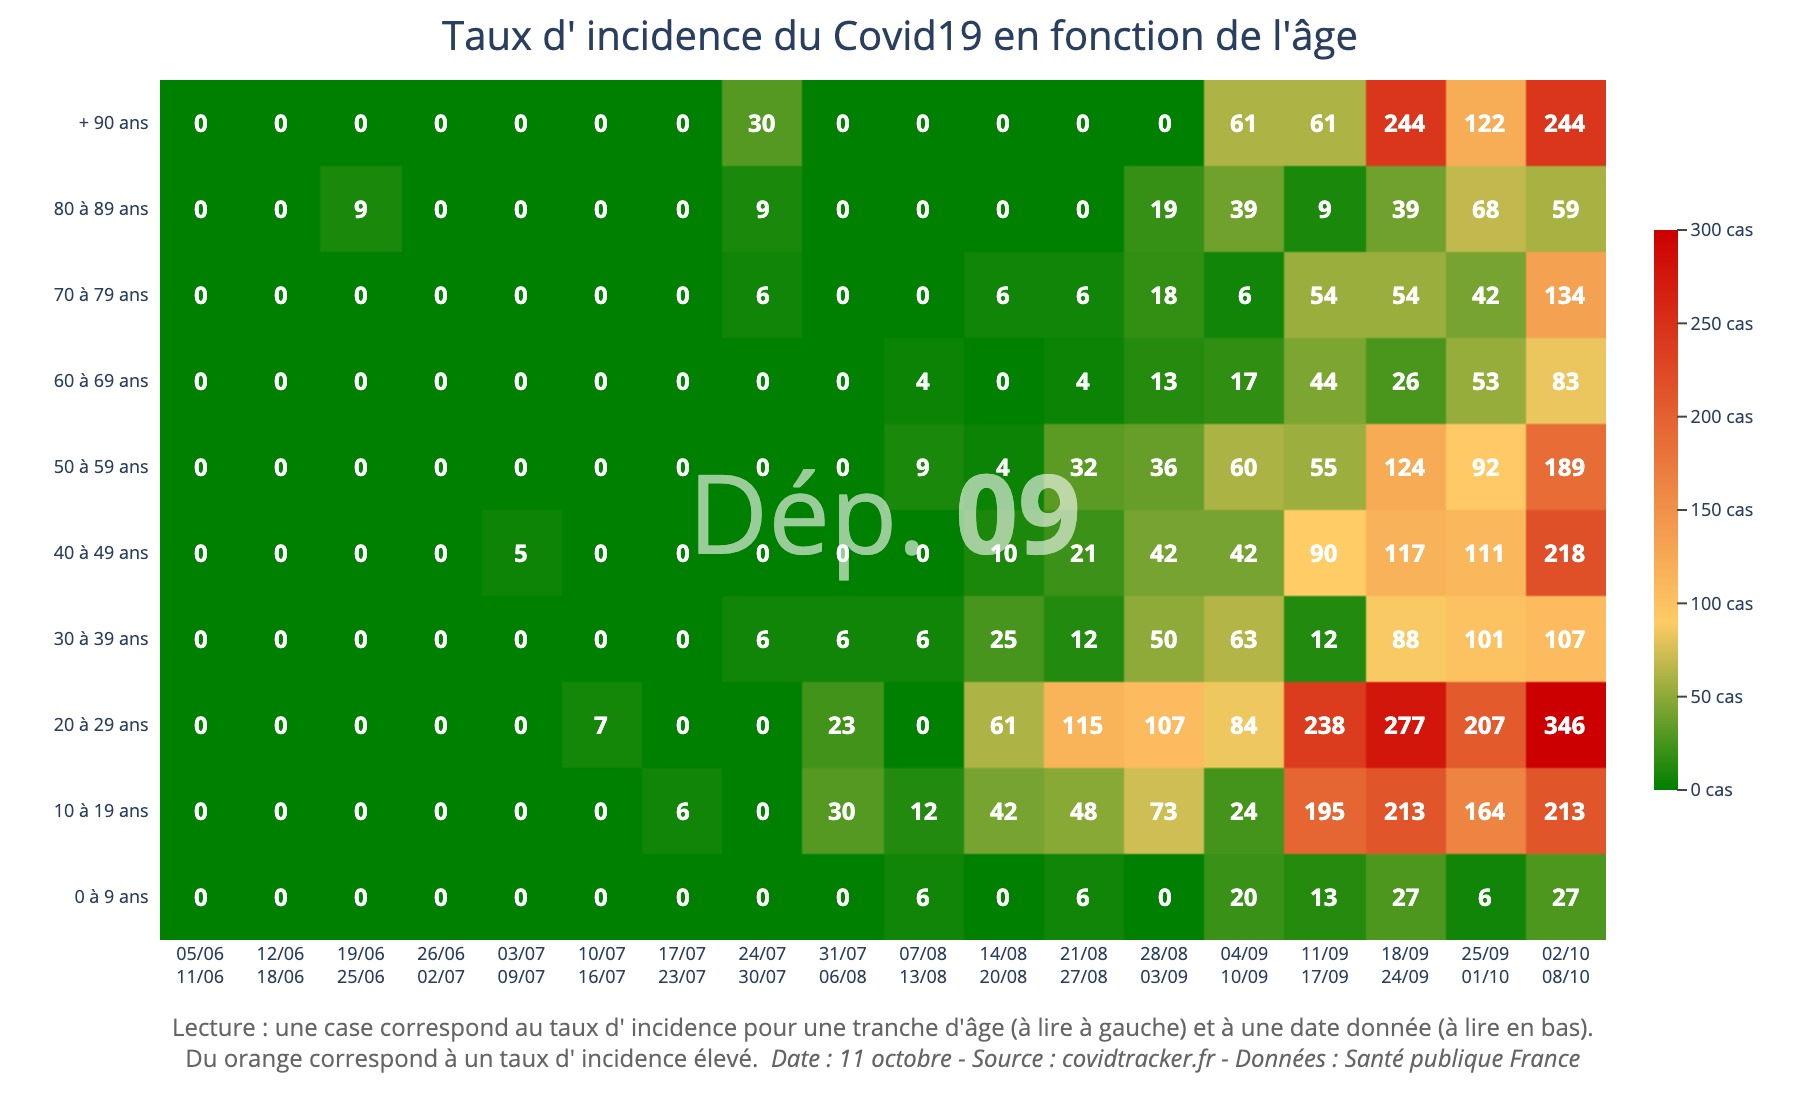 Taux d' incidence du Covid19 en fonction de l'âge
+ 90 ans 0 0 0 0 0 0 0 30 0 0 0 0 0 61 61 244 122 244
80 à 89 ans 0 0 9 0 0 0 0 9 0 0 0 0 19 39 9 39 68 59
70 à 79 ans 0 0 0 0 0 0 0 6 0 0 6 6 18 6 54 54 42 134
60 à 69 ans 0 0 0 0 0 0 0 0 0 4 0 4 13 17 44 26 53 83
50 à 59 ans 0 0 0 0 0 0 0 0 0 9 4 32 36 60 55 124 92 189
Dép. 09
40 à 49 ans 0 0 0 0 5 0 0 0 0 0 10 21 42 42 90 117 111 218
30 à 39 ans 0 0 0 0 0 0 0 6 6 6 25 12 50 63 12 88 101 107
20 à 29 ans 0 0 0 0 0 7 0 0 23 0 61 115 107 84 238 277 207 346
10 à 19 ans 0 0 0 0 0 0 6 0 30 12 42 48 73 24 195 213 164 213
0 à 9 ans 0 0 0 0 0 0 0 0 0 6 0 6 0 20 13 27 6 27
05/06 12/06 19/06 26/06 03/07 10/07 17/07 24/07 31/07 07/08 14/08 21/08 28/08 04/09 11/09 18/09 25/09 02/10
11/06 18/06 25/06 02/07 09/07 16/07 23/07 30/07 06/08 13/08 20/08 27/08 03/09 10/09 17/09 24/09 01/10 08/10
300 cas
250 cas
200 cas
150 cas
100 cas
50 cas
0 cas
Lecture : une case correspond au taux d' incidence pour une tranche d'âge (à lire à gauche) et à une date donnée (à lire en bas).
Du orange correspond à un taux d' incidence élevé. Date : 11 octobre - Source : covidtracker.fr - Données : Santé publique France